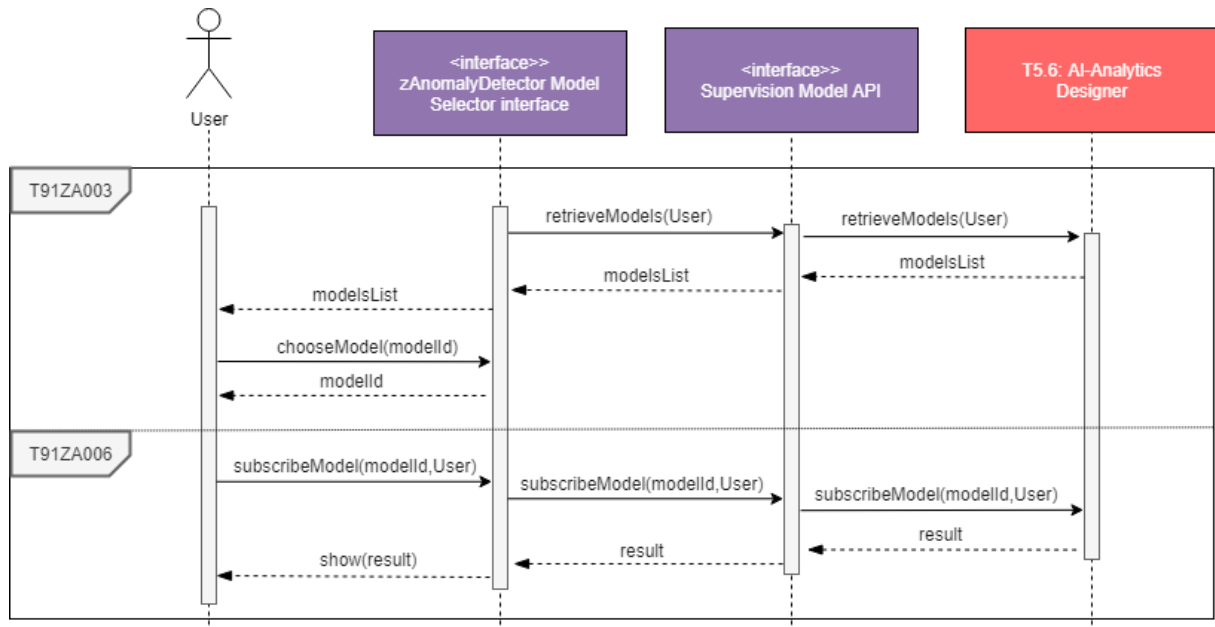 User
<interface>>
zAnomalyDetector Model
Selector interface
<interface>>
Supervision Model API
T5.6: AI-Analytics
Designer
T91ZA003
retrieveModels(User)
retrieveModels(User)
modelsList
modelsList
modelsList
chooseModel(modelId)
modelId
T91ZA006
subscribeModel(modelId,User)
subscribeModel(modelId,User)
subscribeModel(modelId,User)
result
result
show(result)